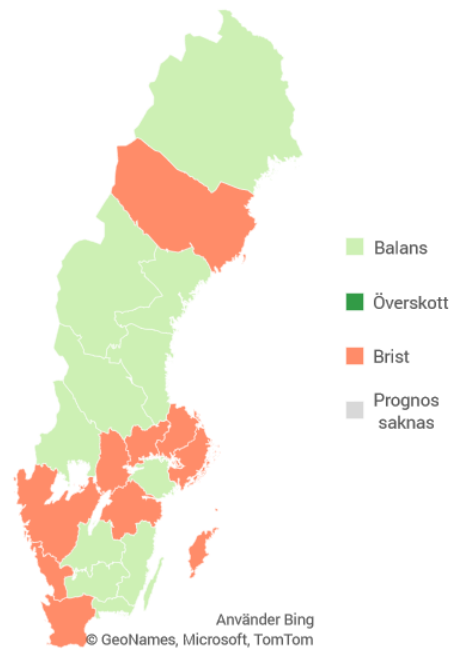 Balans
Överskott
Brist
Prognos
saknas
Använder Bing
© GeoNames, Microsoft, TomTom